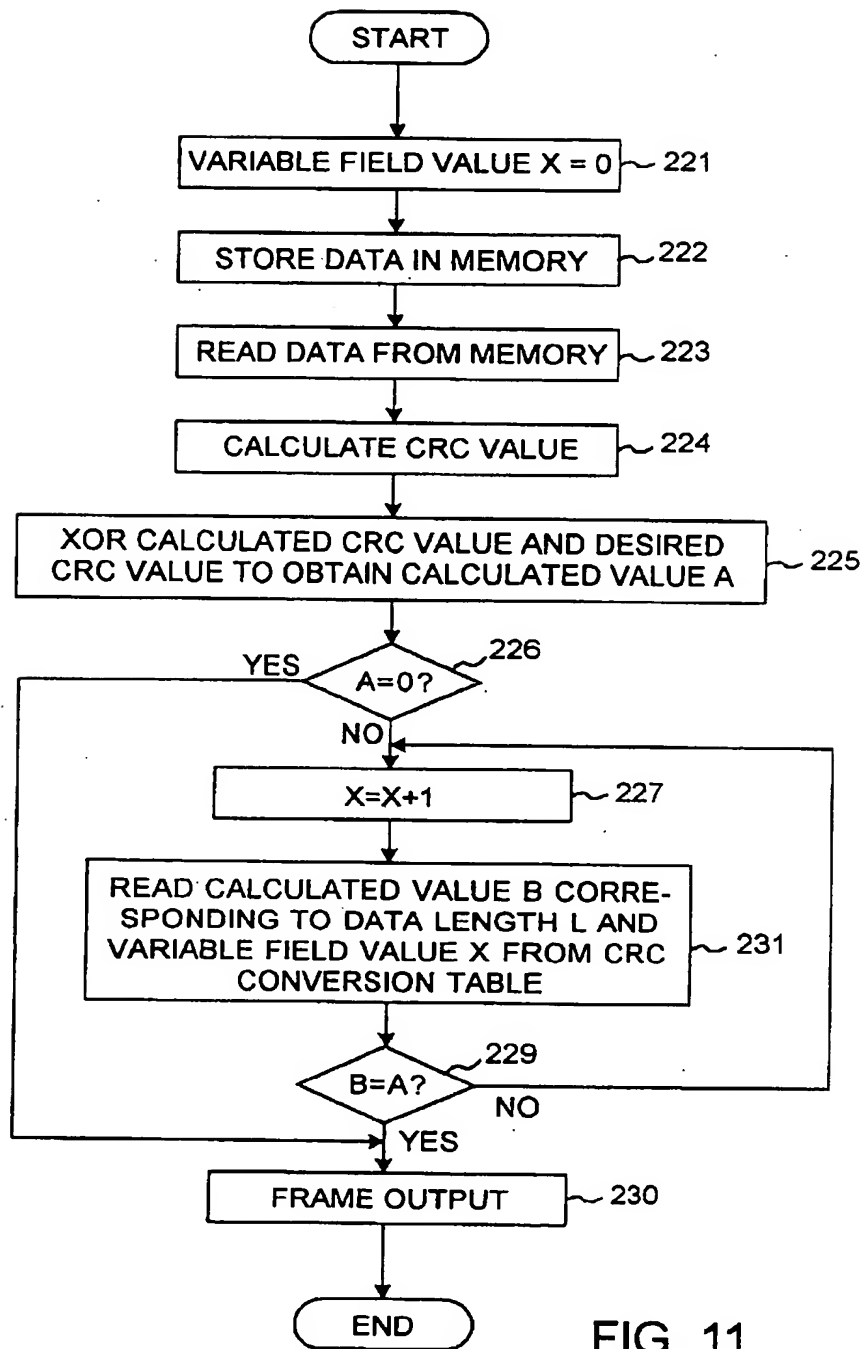 START
VARIABLE FIELD VALUE X = 0
221
STORE DATA IN MEMORY
222
READ DATA FROM MEMORY
223
CALCULATE CRC VALUE
224
XOR CALCULATED CRC VALUE AND DESIRED
CRC VALUE TO OBTAIN CALCULATED VALUE A
225
YES
226
A=0?
NO
X=X+1
227
READ CALCULATED VALUE B CORRE-
SPONDING TO DATA LENGTH L AND
VARIABLE FIELD VALUE X FROM CRC
CONVERSION TABLE
231
229
B=A?
NO
YES
FRAME OUTPUT
230
END
FIG. 11